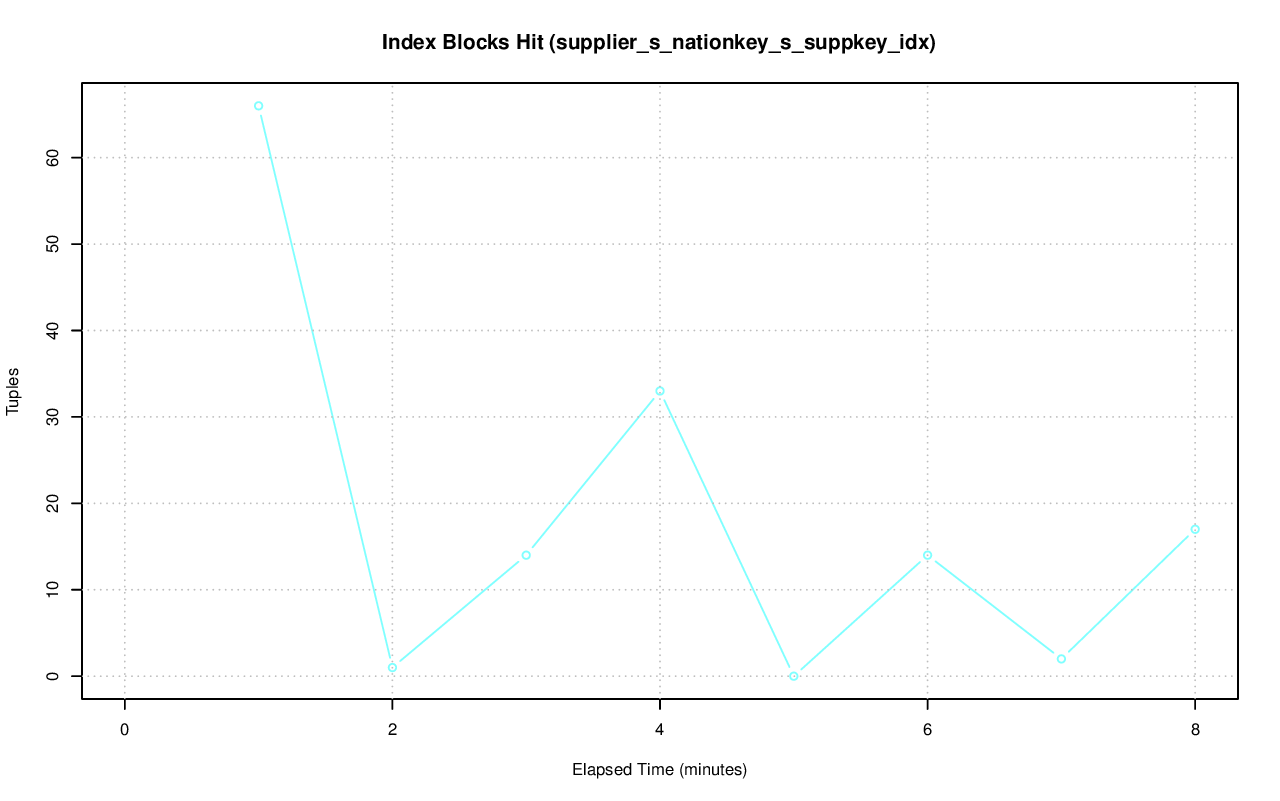 Index Blocks Hit (supplier_s_nationkey_s_suppkey_idx)
Tuples
60
50
40
30
20
10
0
0 2 4 6 8
Elapsed Time (minutes)